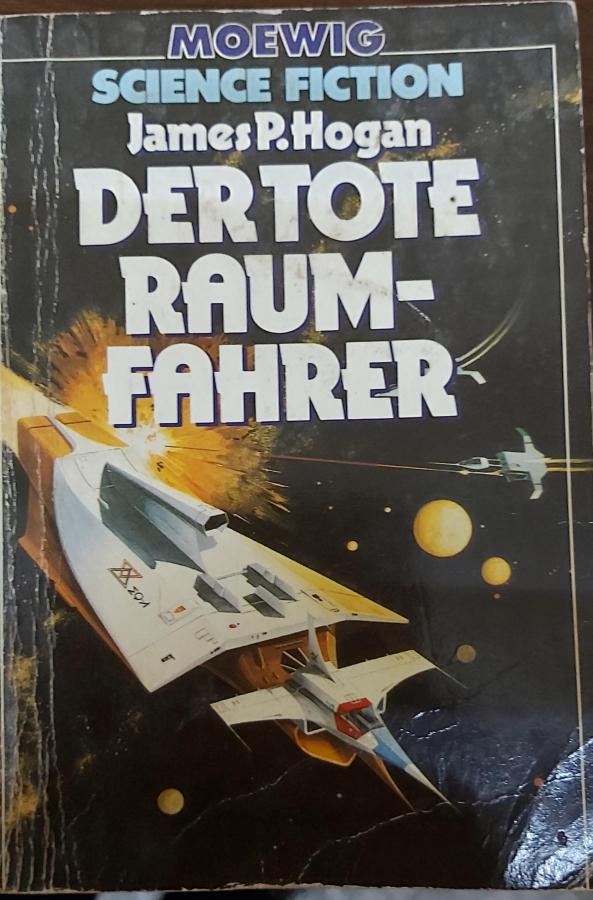 MOEWIG
SCIENCE FICTION
James P. Hogan
DER TOTE
RAUM-
FAHRER